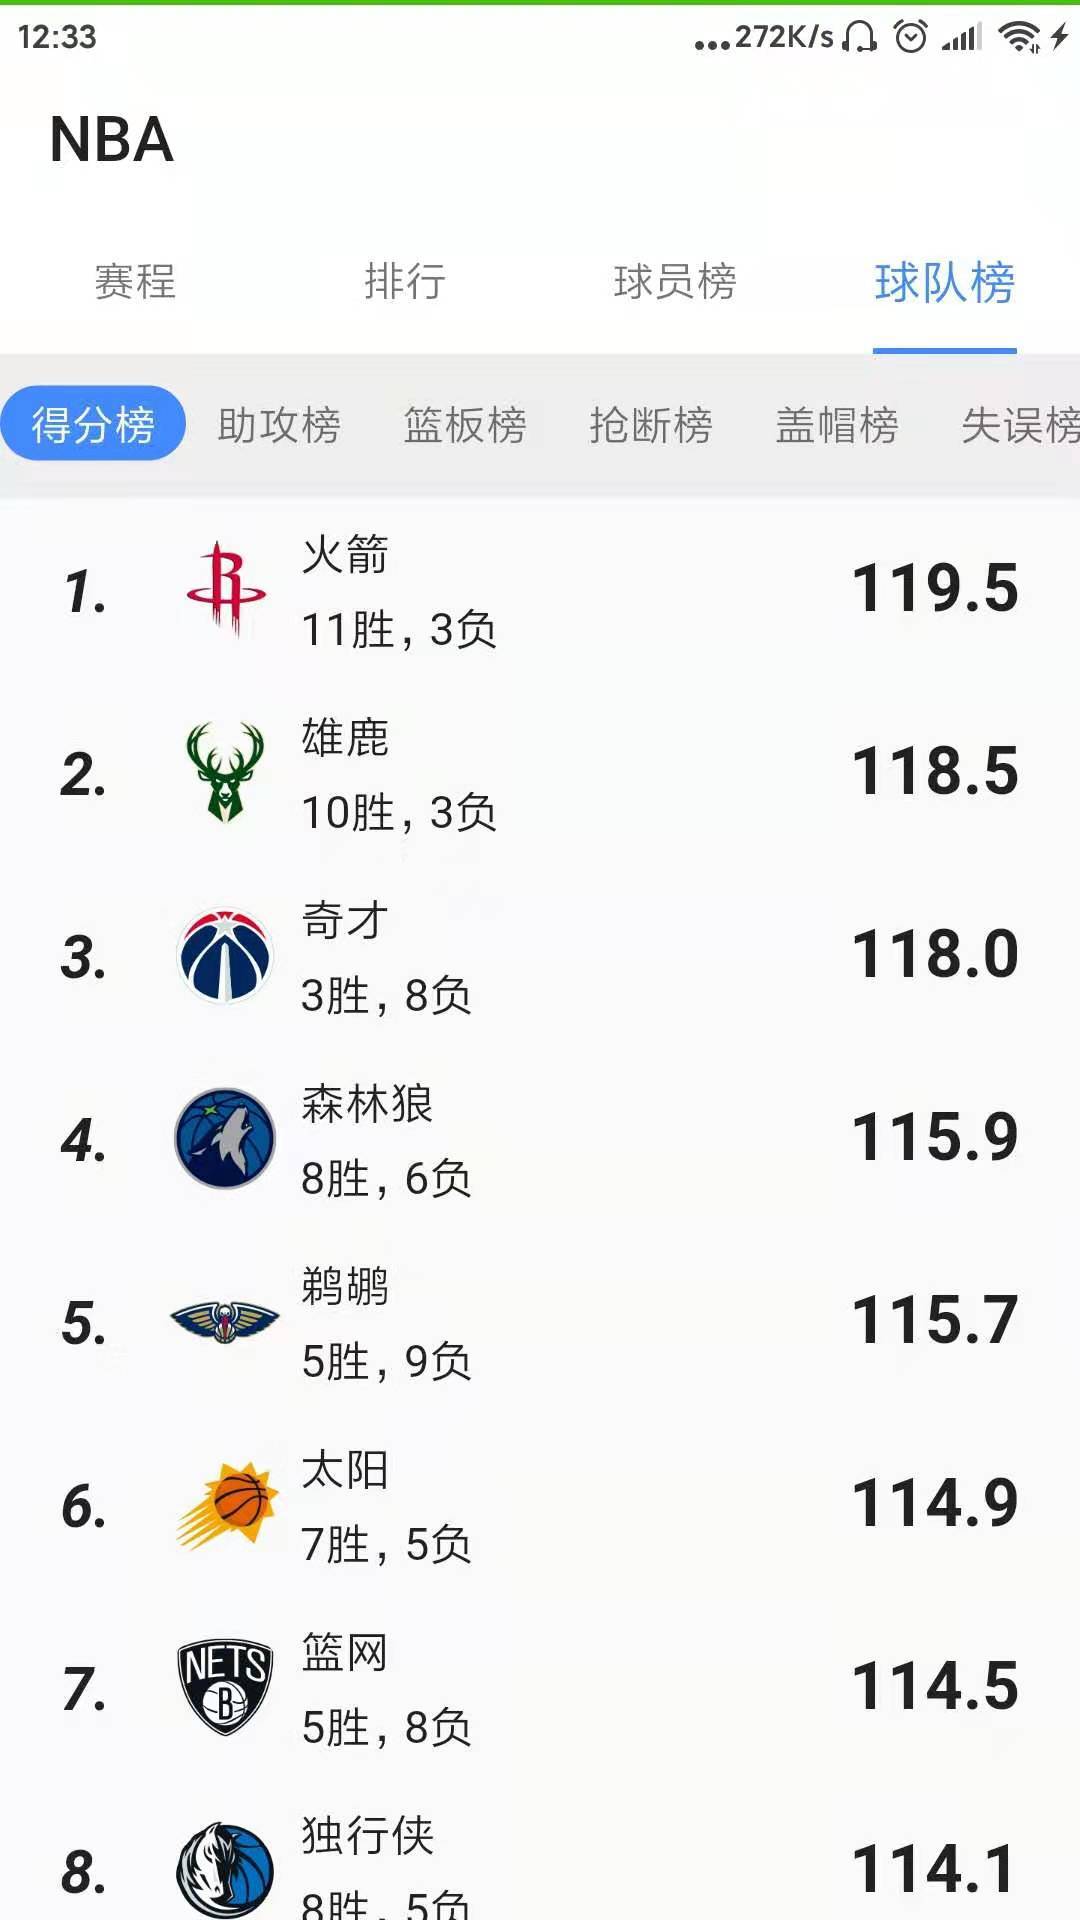 12:33 ...272K/s
NBA
赛程 排行 球员榜 球队榜
得分榜 助攻榜 篮板榜 抢断榜 盖帽榜 失误榜
1. 火箭 119.5
11胜, 3负
2. 雄鹿 118.5
10胜, 3负
3. 奇才 118.0
3胜, 8负
4. 森林狼 115.9
8胜, 6负
5. 鹈鹕 115.7
5胜, 9负
6. 太阳 114.9
7胜, 5负
7. NETS B 篮网 114.5
5胜, 8负
8. 独行侠 114.1
8胜, 5负